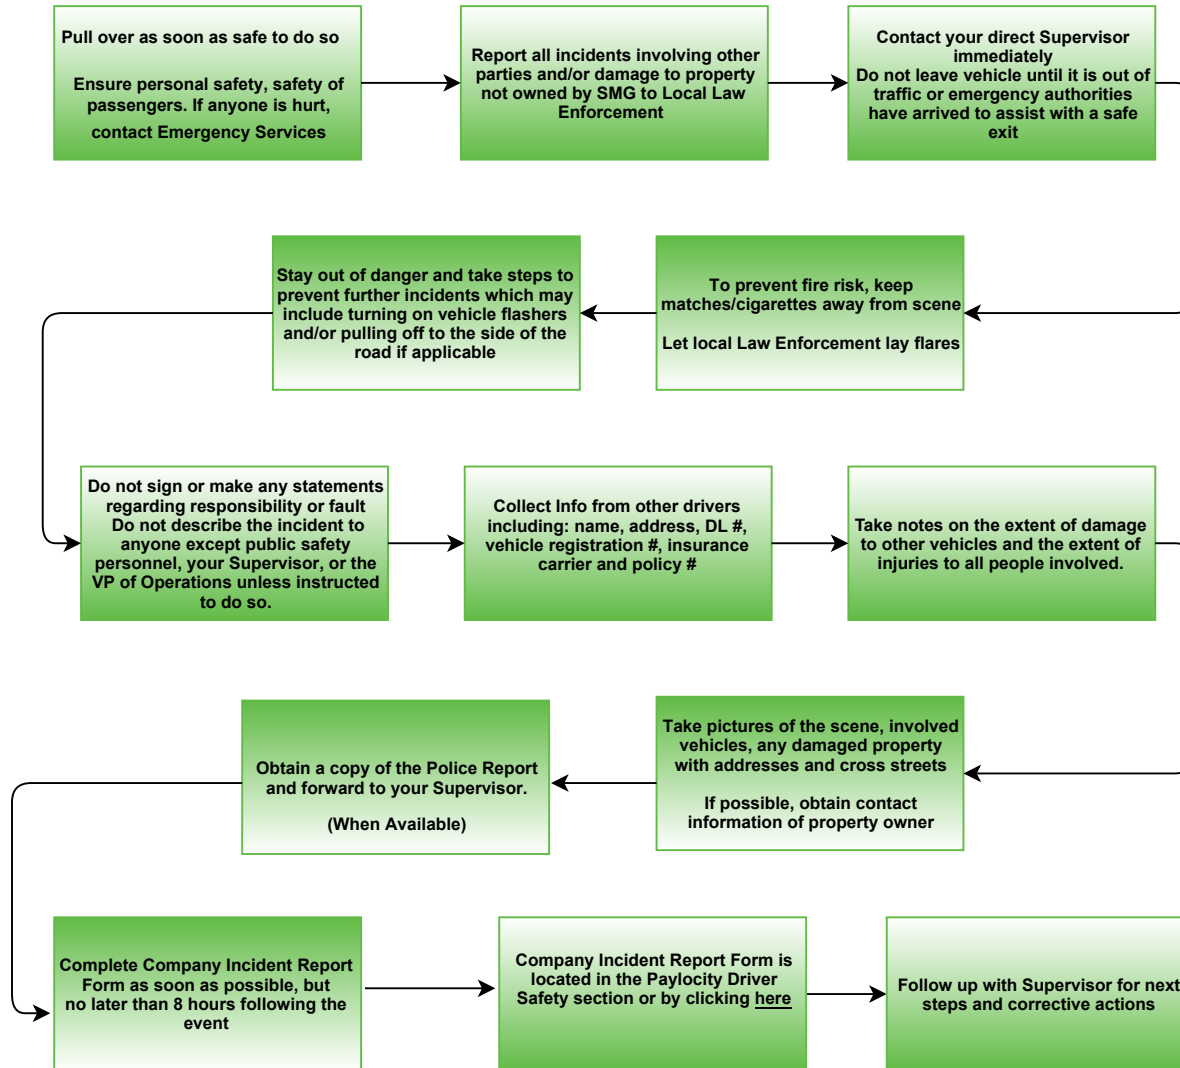 Pull over as soon as safe to do so
Ensure personal safety, safety of
passengers. If anyone is hurt,
contact Emergency Services
Report all incidents involving other
parties and/or damage to property
not owned by SMG to Local Law
Enforcement
Contact your direct Supervisor
immediately
Do not leave vehicle until it is out of
traffic or emergency authorities
have arrived to assist with a safe
exit
To prevent fire risk, keep
matches/cigarettes away from scene
Let local Law Enforcement lay flares
Stay out of danger and take steps to
prevent further incidents which may
include turning on vehicle flashers
and/or pulling off to the side of the
road if applicable
Do not sign or make any statements
regarding responsibility or fault
Do not describe the incident to
anyone except public safety
personnel, your Supervisor, or the
VP of Operations unless instructed
to do so.
Collect Info from other drivers
including: name, address, DL #,
vehicle registration #, insurance
carrier and policy #
Take notes on the extent of damage
to other vehicles and the extent of
injuries to all people involved.
Take pictures of the scene, involved
vehicles, any damaged property
with addresses and cross streets
If possible, obtain contact
information of property owner
Obtain a copy of the Police Report
and forward to your Supervisor.
(When Available)
Complete Company Incident Report
Form as soon as possible, but
no later than 8 hours following the
event
Company Incident Report Form is
located in the Paylocity Driver
Safety section or by clicking here
Follow up with Supervisor for next
steps and corrective actions